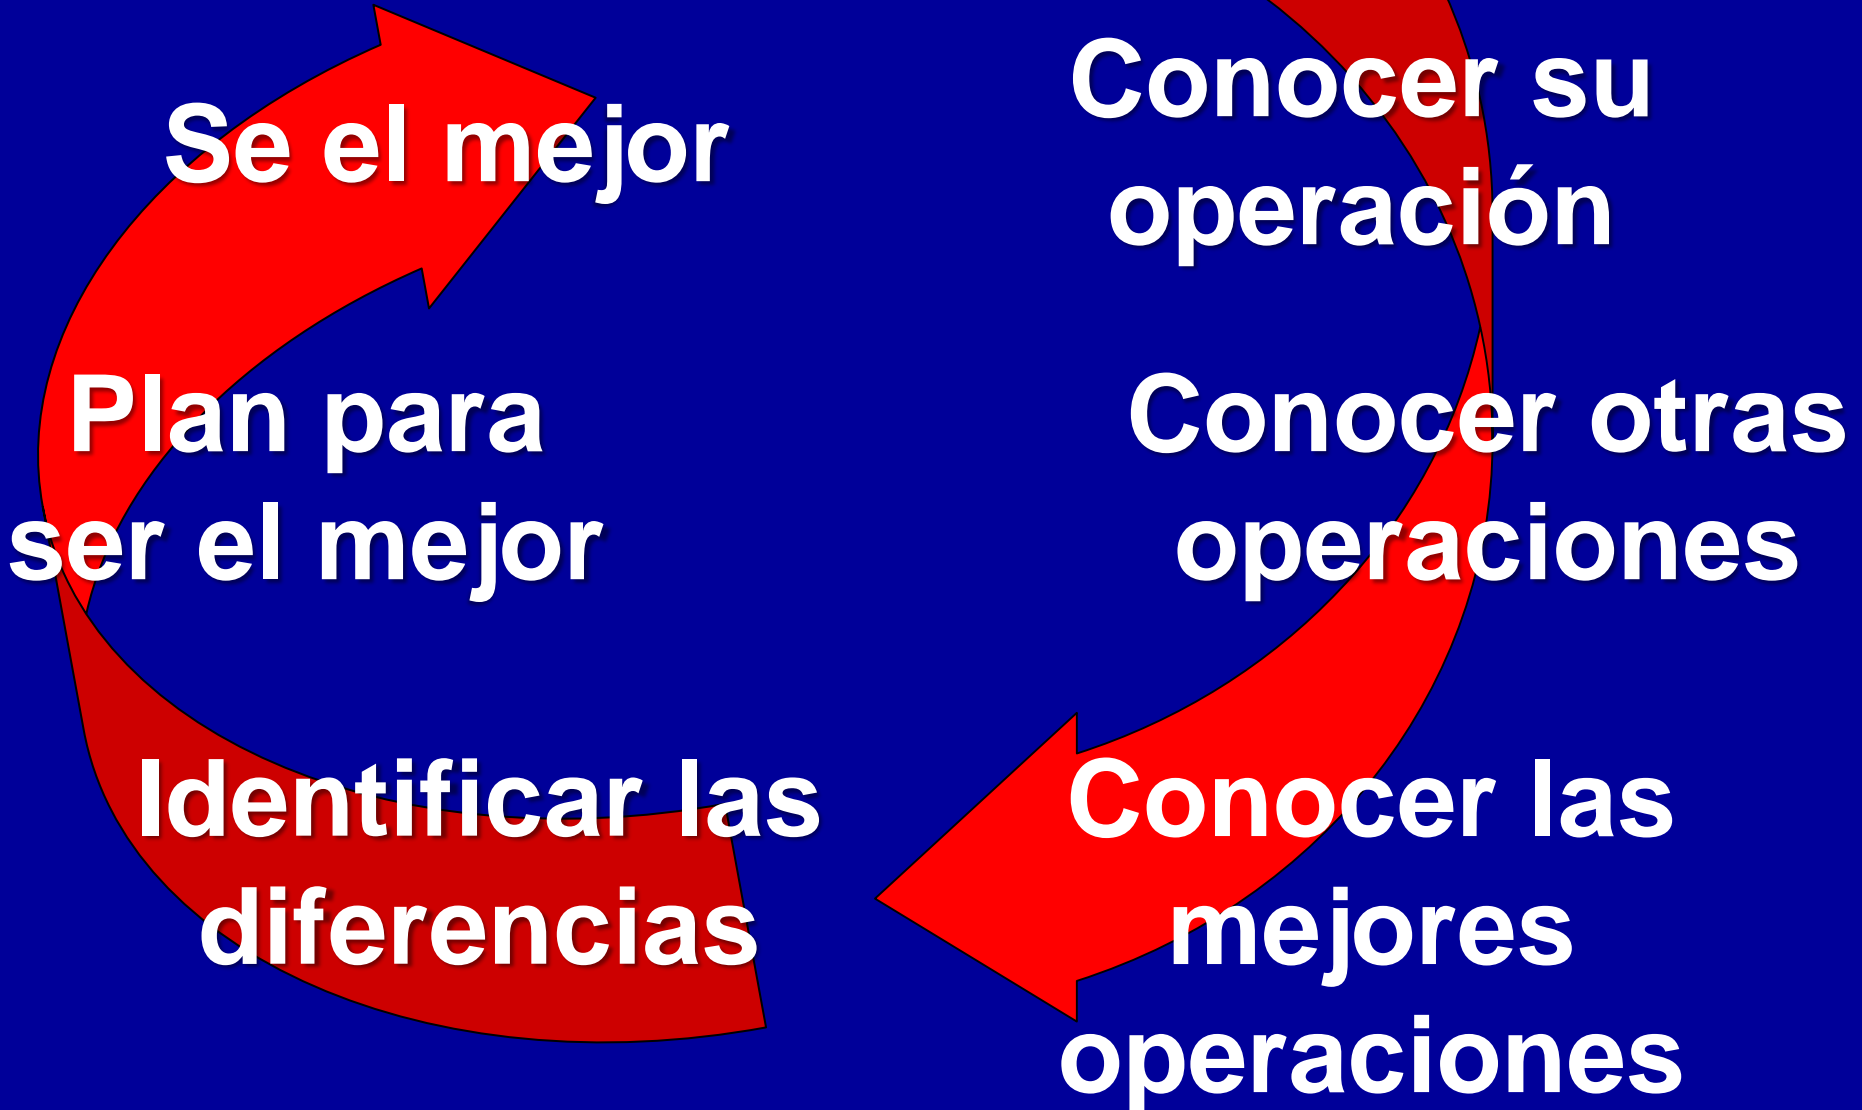 Se el mejor
Plan para
ser el mejor
Identificar las
diferencias
Conocer su
operación
Conocer otras
operaciones
Conocer las
mejores
operaciones